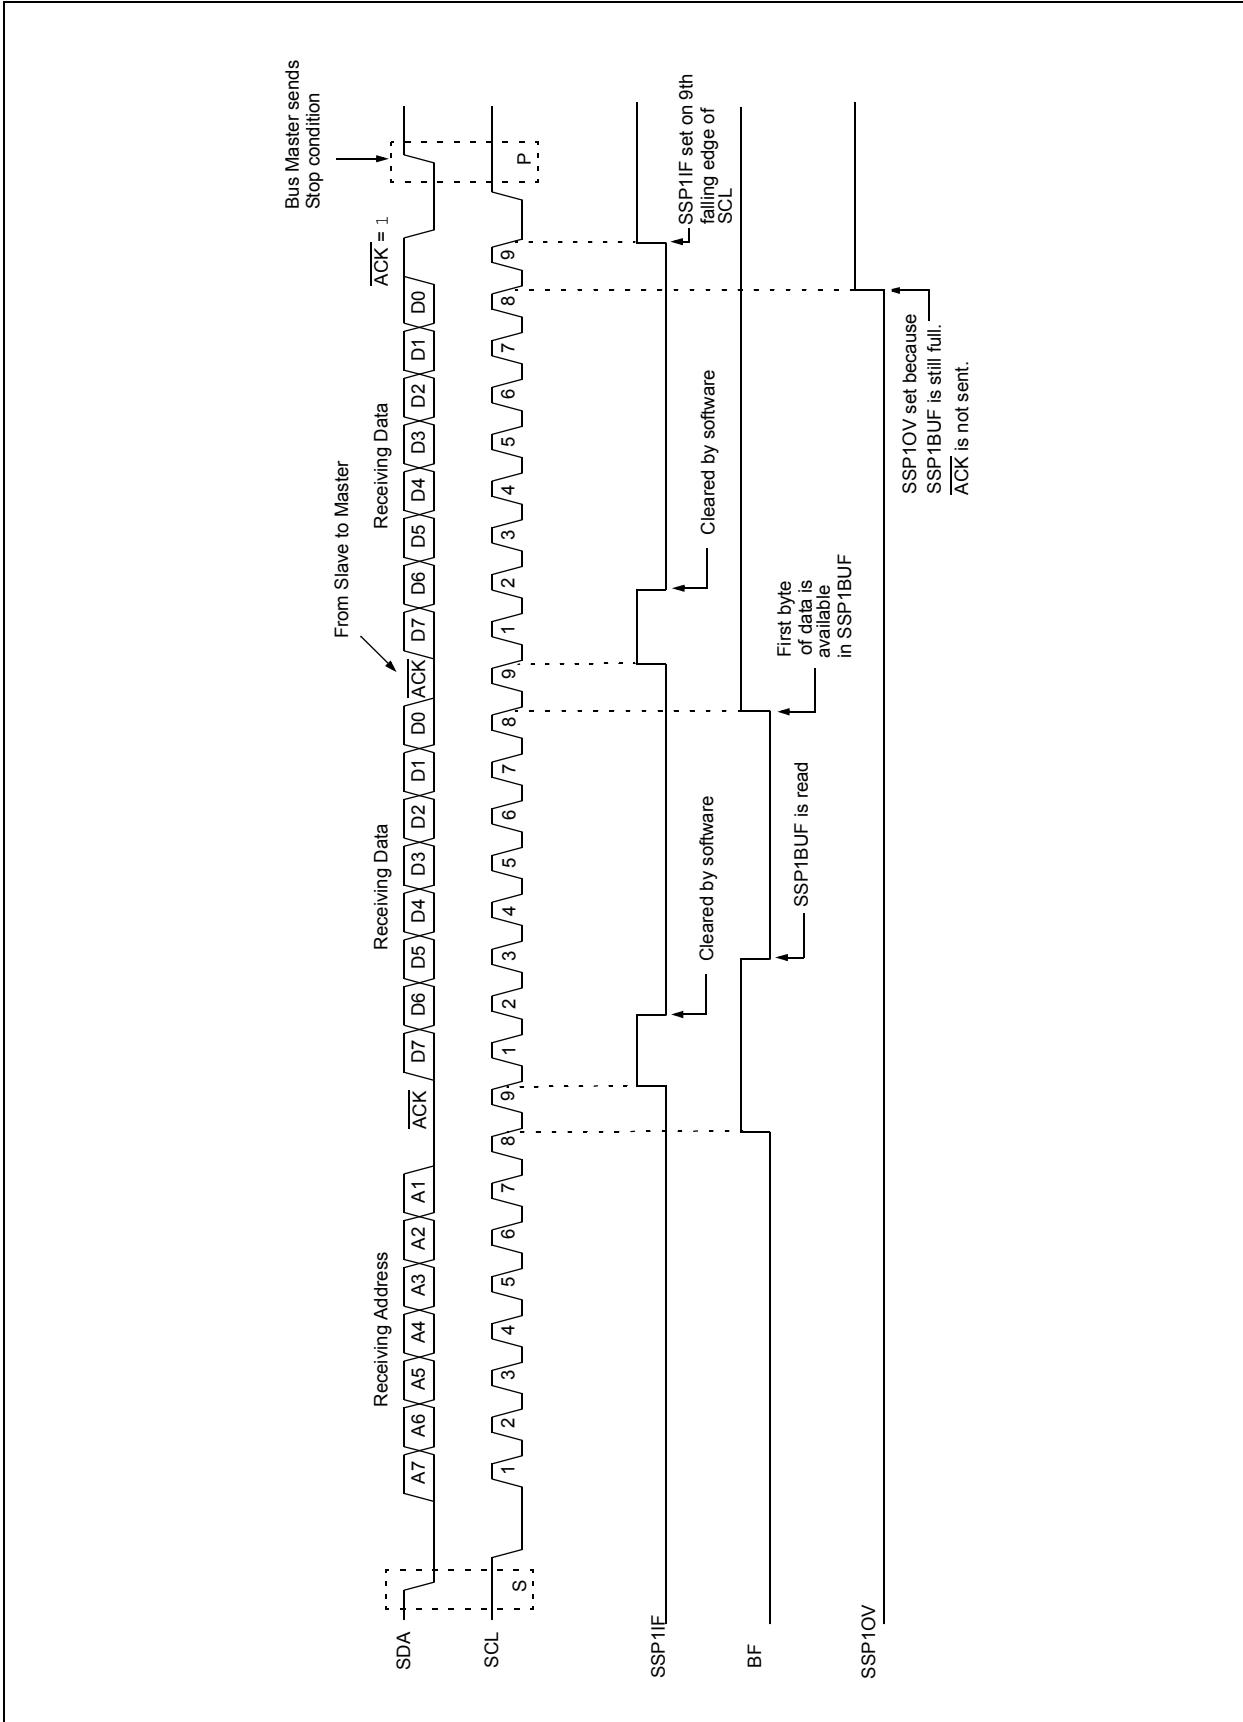 Bus Master sends
Stop condition
From Slave to Master
Receiving Address
Receiving Data
Receiving Data
ACK = 1
SDA
A7 A6 A5 A4 A3 A2 A1
ACK
D7 D6 D5 D4 D3 D2 D1 D0
ACK
D7 D6 D5 D4 D3 D2 D1 D0
SCL
S
1 2 3 4 5 6 7 8 9
1 2 3 4 5 6 7 8 9
1 2 3 4 5 6 7 8 9
P
SSP1IF
Cleared by software
Cleared by software
SSP1IF set on 9th
falling edge of
SCL
BF
SSP1BUF is read
First byte
of data is
available
in SSP1BUF
SSP1OV
SSP1OV set because
SSP1BUF is still full.
ACK is not sent.